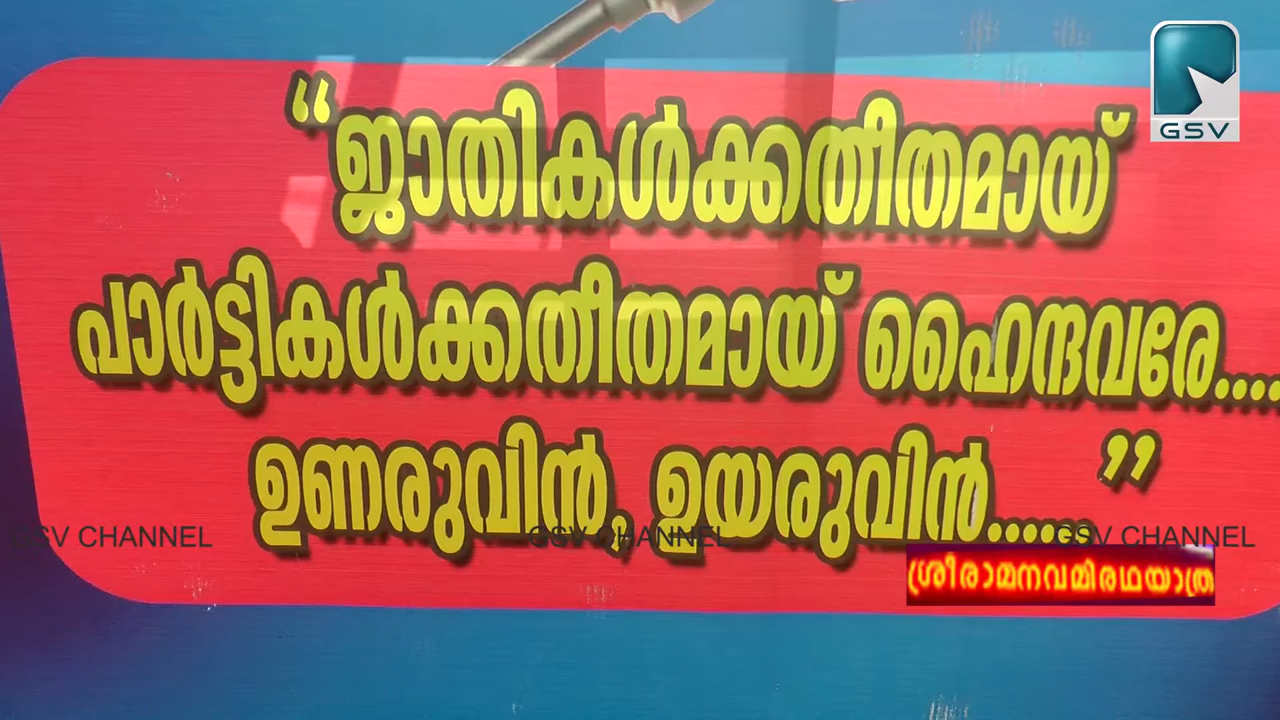 GSV
“ജാതികൾക്കതീതമായ്
പാർട്ടികൾക്കതീതമായ് ഹൈന്ദവരേ....
ഉണരുവിൻ, ഉയരുവിൻ...... ”
GSV CHANNEL GSV CHANNEL GSV CHANNEL
ശ്രീരാമനവമിരഥയാത്ര